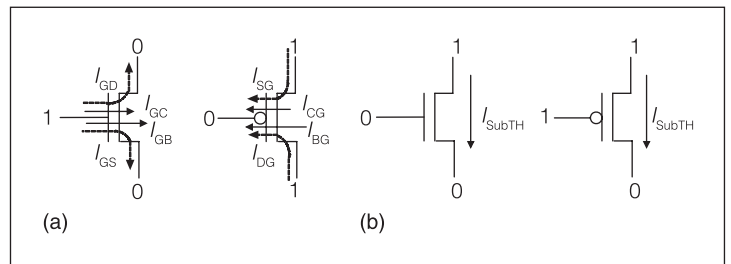 0
1
1
1
I_GD
I_GC
1
I_GB
I_GS
0
I_SG
I_CG
0
I_BG
I_DG
1
0
I_SubTH
0
1
I_SubTH
0
(a)
(b)